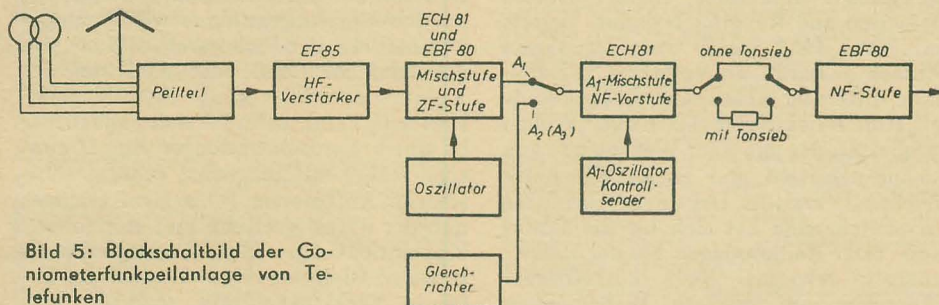 Peilteil
EF 85
HF-
Verstärker
ECH 81
und
EBF 80
Mischstufe
und
ZF-Stufe
Oszillator
Gleich-
richter
A₁
A₂ (A₃)
ECH 81
A₁-Mischstufe
NF-Vorstufe
A₁-Oszillator
Kontroll-
sender
ohne Tonsieb
mit Tonsieb
EBF 80
NF-Stufe
Bild 5: Blockschaltbild der Go-
niometerfunkpeilanlage von Te-
lefunken